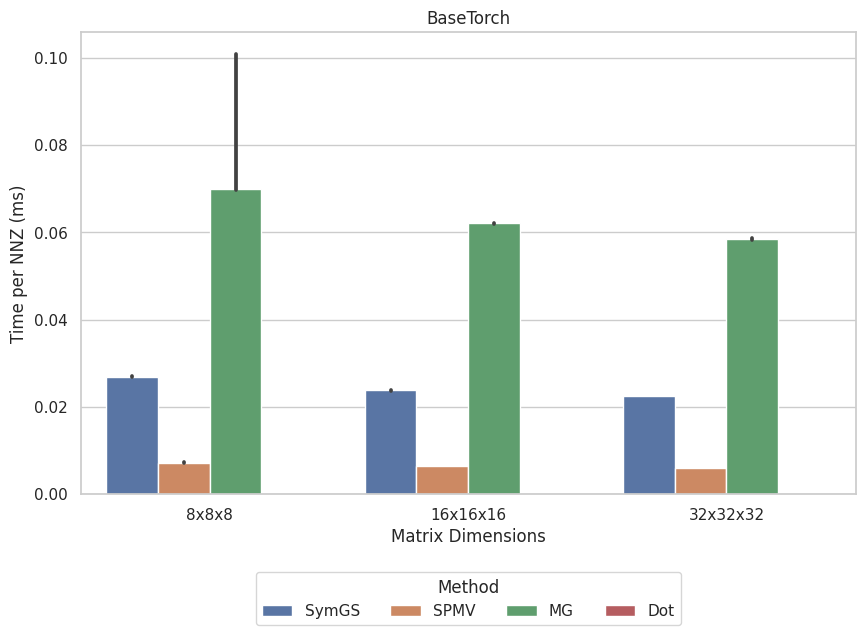 BaseTorch
Time per NNZ (ms)
0.10
0.08
0.06
0.04
0.02
0.00
8x8x8 16x16x16 32x32x32
Matrix Dimensions
Method
SymGS SPMV MG Dot